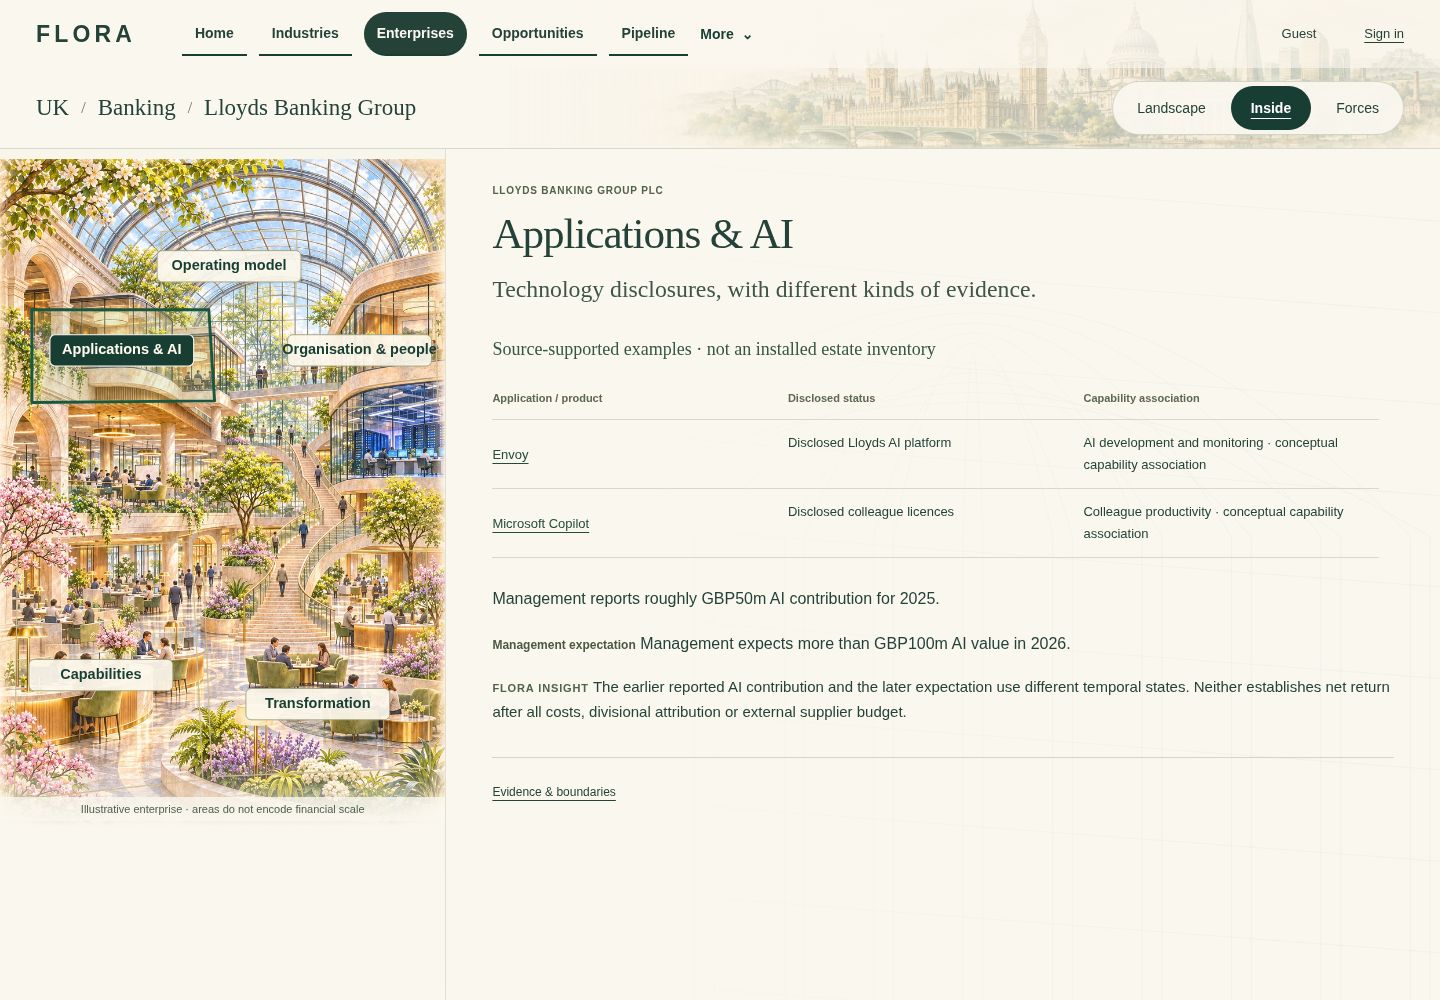 FLORA
Home
Industries
Enterprises
Opportunities
Pipeline
More
Guest
Sign in
UK / Banking / Lloyds Banking Group
Landscape
Inside
Forces
Operating model
Applications & AI
Organisation & people
Capabilities
Transformation
Illustrative enterprise · areas do not encode financial scale
LLOYDS BANKING GROUP PLC
Applications & AI
Technology disclosures, with different kinds of evidence.
Source-supported examples · not an installed estate inventory
Application / product
Disclosed status
Capability association
Envoy
Disclosed Lloyds AI platform
AI development and monitoring · conceptual
capability association
Microsoft Copilot
Disclosed colleague licences
Colleague productivity · conceptual capability
association
Management reports roughly GBP50m AI contribution for 2025.
Management expectation Management expects more than GBP100m AI value in 2026.
FLORA INSIGHT The earlier reported AI contribution and the later expectation use different temporal states. Neither establishes net return
after all costs, divisional attribution or external supplier budget.
Evidence & boundaries